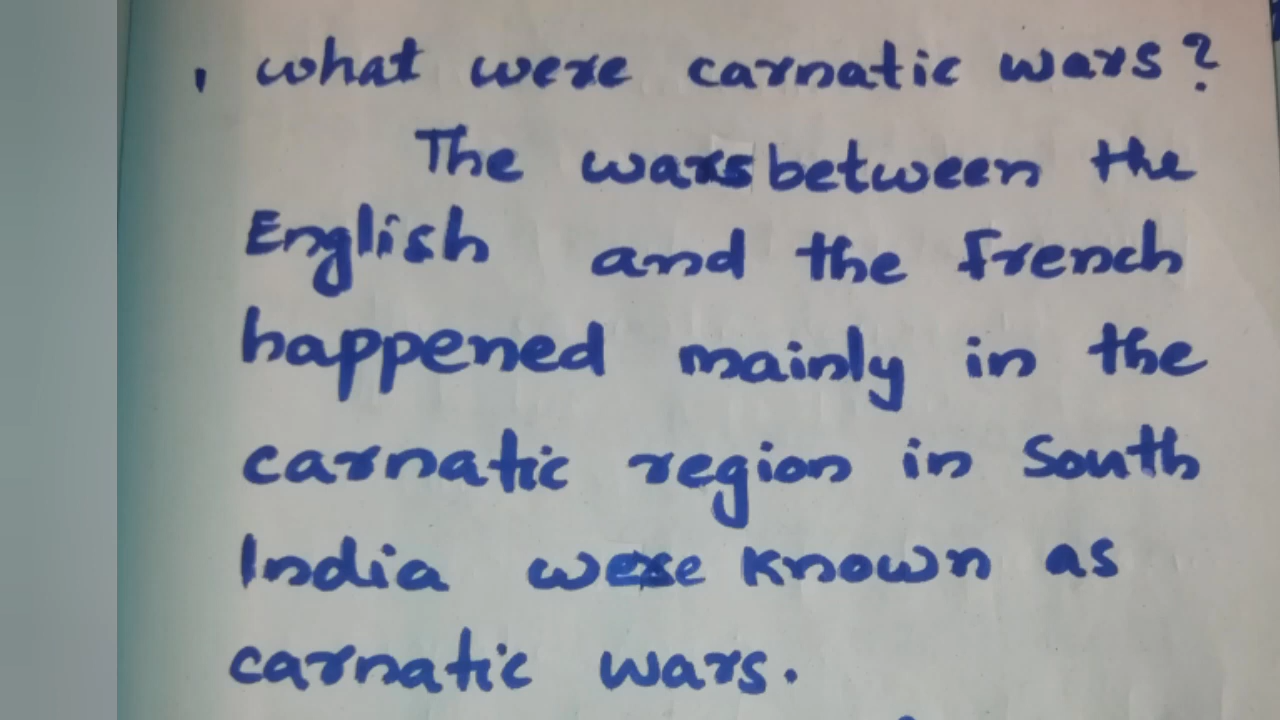 , what were carnatic wars?
The wars between the
English and the French
happened mainly in the
carnatic region in South
India were known as
carnatic wars.